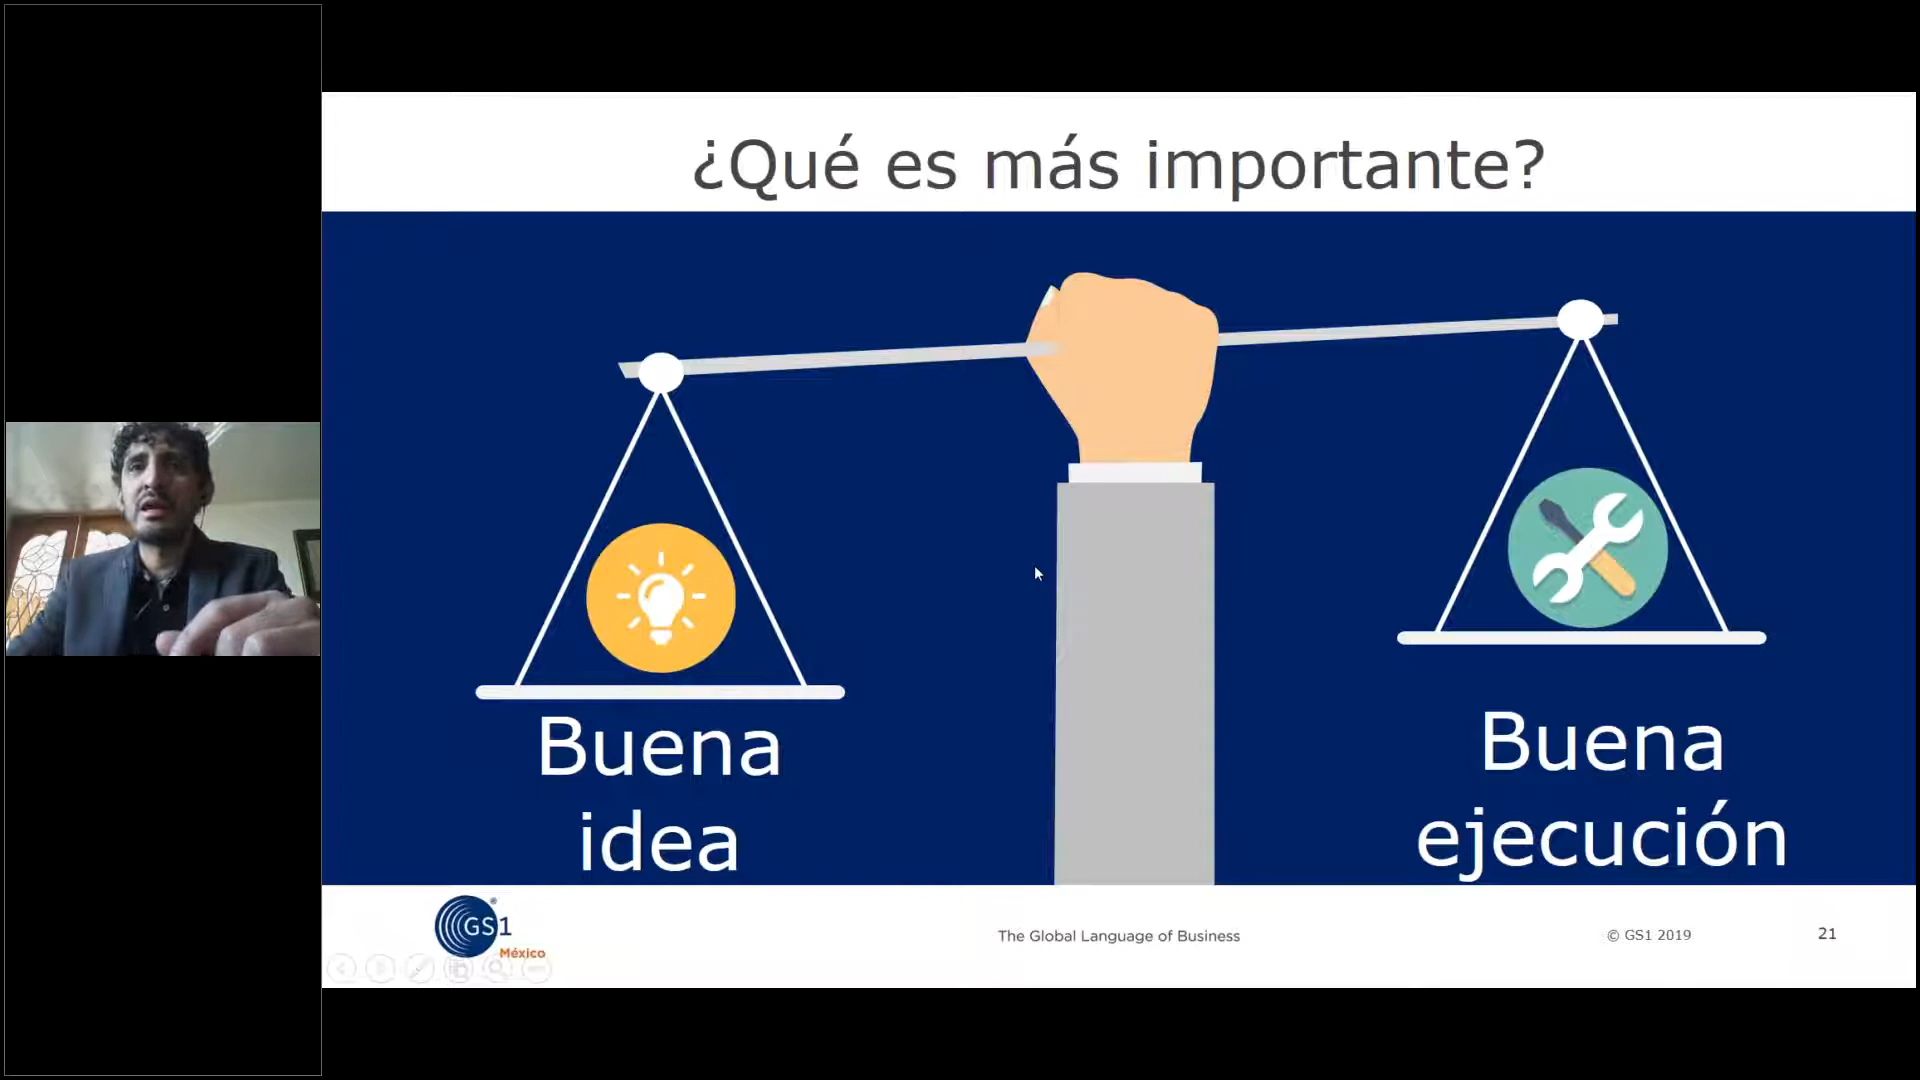 ¿Qué es más importante?
Buena
idea
Buena
ejecución
GS1
México
The Global Language of Business
© GS1 2019
21